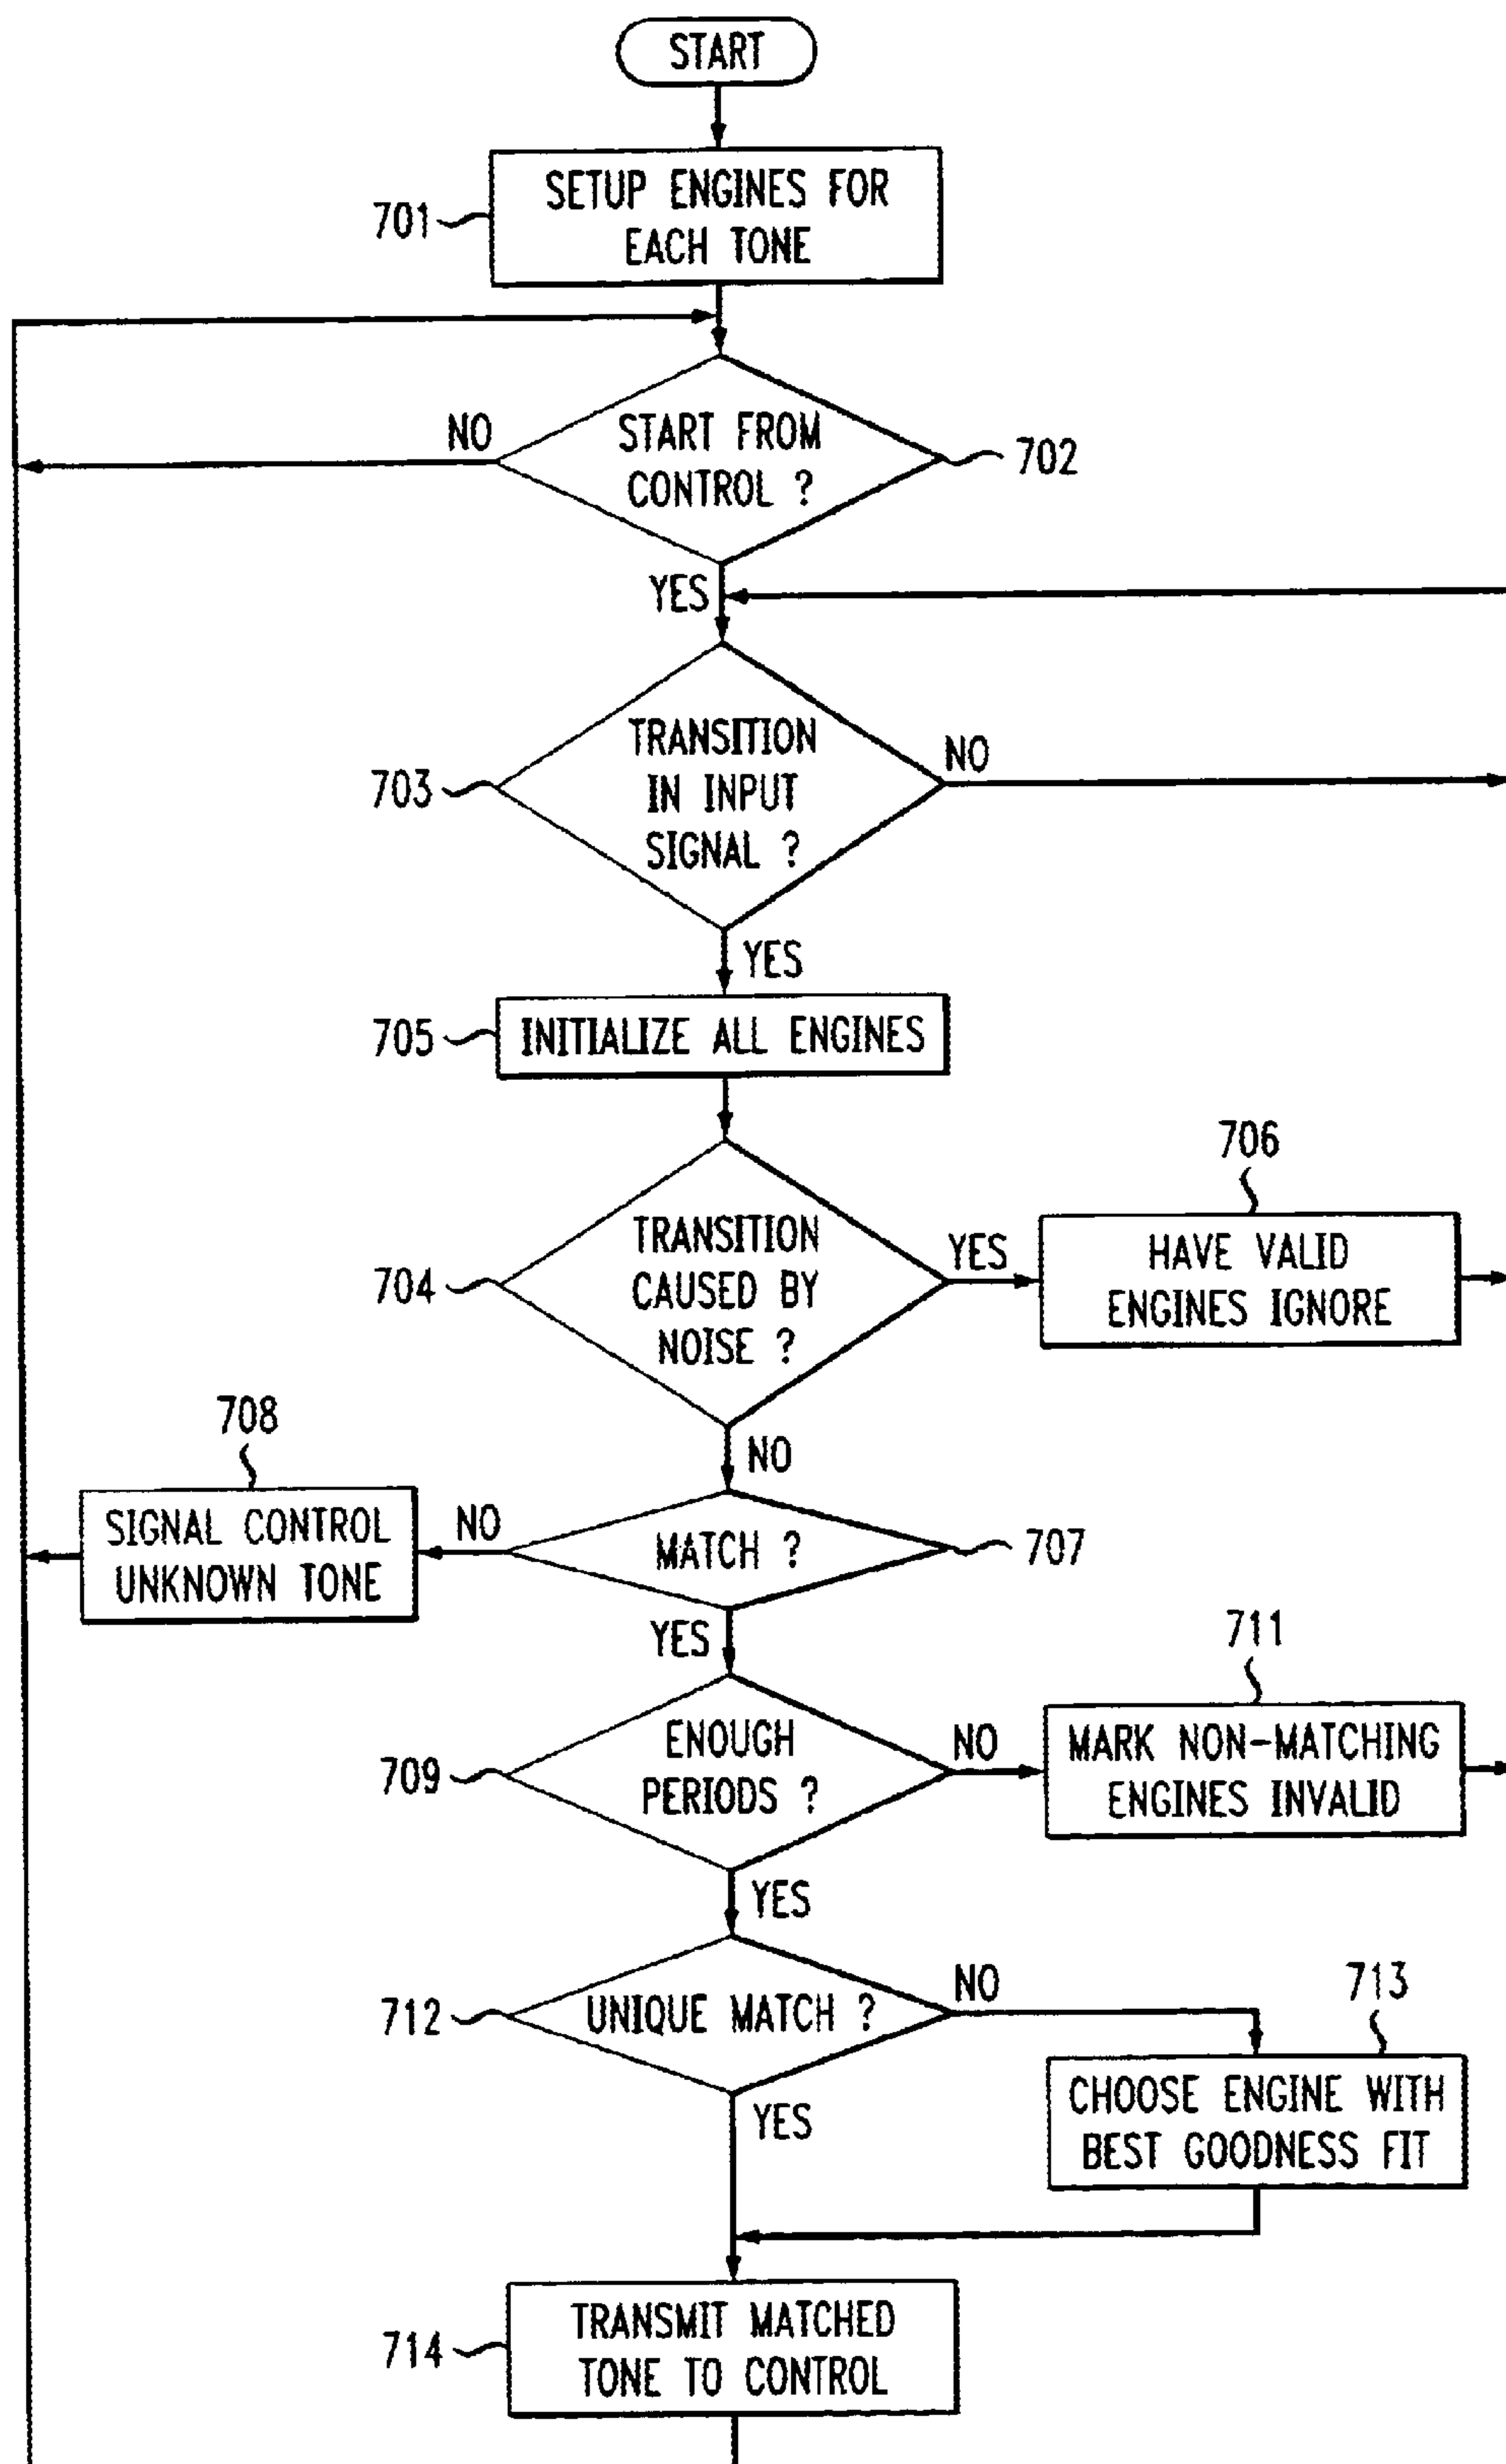 START
701
SETUP ENGINES FOR
EACH TONE
NO
START FROM
CONTROL ?
702
YES
703
TRANSITION
IN INPUT
SIGNAL ?
NO
YES
705
INITIALIZE ALL ENGINES
706
704
TRANSITION
CAUSED BY
NOISE ?
YES
HAVE VALID
ENGINES IGNORE
NO
708
SIGNAL CONTROL
UNKNOWN TONE
NO
MATCH ?
707
YES
711
709
ENOUGH
PERIODS ?
NO
MARK NON-MATCHING
ENGINES INVALID
YES
712
UNIQUE MATCH ?
NO
713
CHOOSE ENGINE WITH
BEST GOODNESS FIT
YES
714
TRANSMIT MATCHED
TONE TO CONTROL